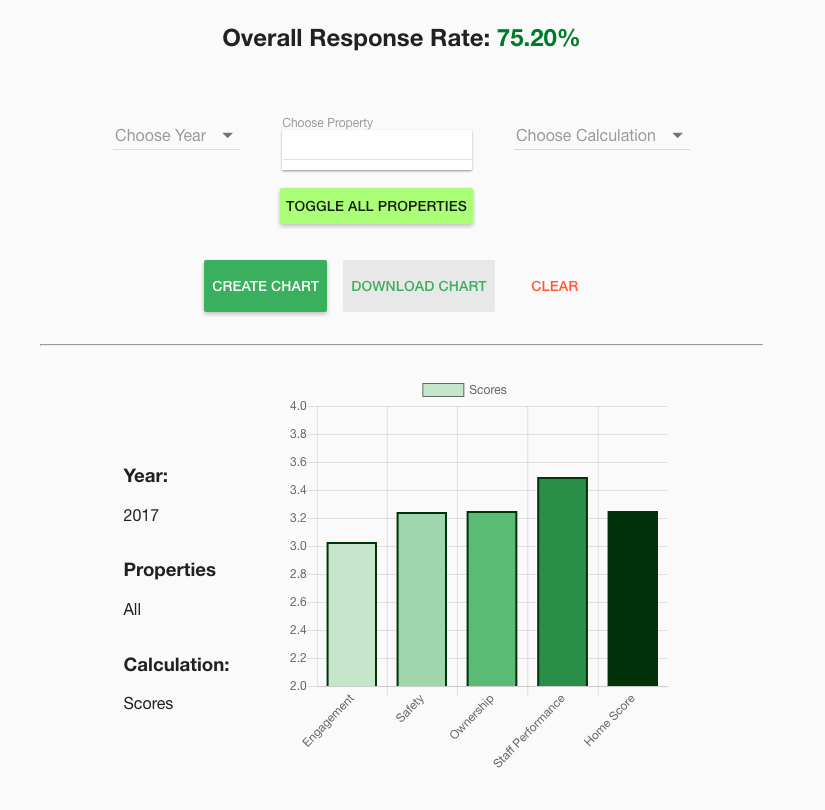 Overall Response Rate: 75.20%
Choose Year
Choose Property
Choose Calculation
TOGGLE ALL PROPERTIES
CREATE CHART
DOWNLOAD CHART
CLEAR
Scores
4.0
3.8
3.6
3.4
3.2
3.0
2.8
2.6
2.4
2.2
2.0
Engagement
Safety
Ownership
Staff Performance
Home Score
Year:
2017
Properties
All
Calculation:
Scores